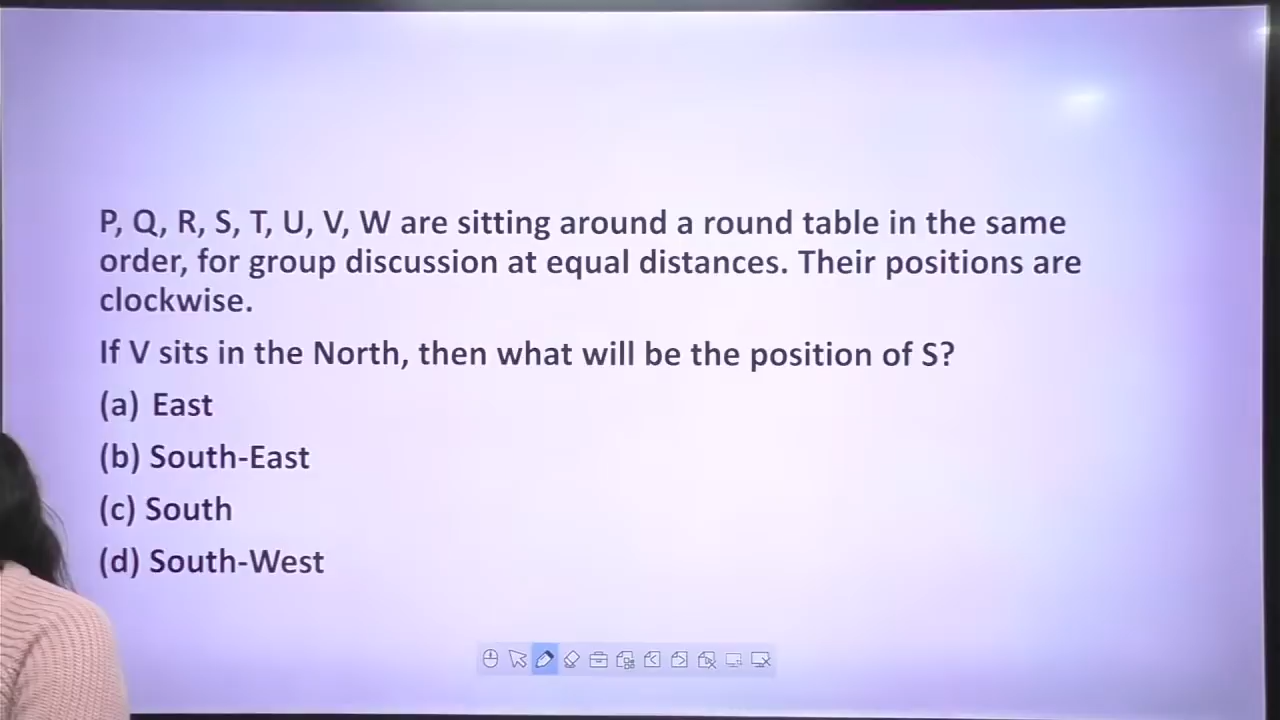 P, Q, R, S, T, U, V, W are sitting around a round table in the same
order, for group discussion at equal distances. Their positions are
clockwise.
If V sits in the North, then what will be the position of S?
(a) East
(b) South-East
(c) South
(d) South-West